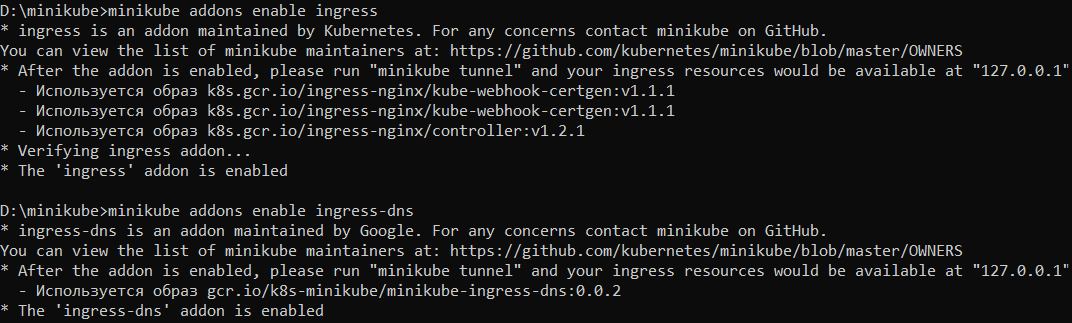 D:\minikube>minikube addons enable ingress
* ingress is an addon maintained by Kubernetes. For any concerns contact minikube on GitHub.
You can view the list of minikube maintainers at: https://github.com/kubernetes/minikube/blob/master/OWNERS
* After the addon is enabled, please run "minikube tunnel" and your ingress resources would be available at "127.0.0.1"
  - Используется образ k8s.gcr.io/ingress-nginx/kube-webhook-certgen:v1.1.1
  - Используется образ k8s.gcr.io/ingress-nginx/kube-webhook-certgen:v1.1.1
  - Используется образ k8s.gcr.io/ingress-nginx/controller:v1.2.1
* Verifying ingress addon...
* The 'ingress' addon is enabled
D:\minikube>minikube addons enable ingress-dns
* ingress-dns is an addon maintained by Google. For any concerns contact minikube on GitHub.
You can view the list of minikube maintainers at: https://github.com/kubernetes/minikube/blob/master/OWNERS
* After the addon is enabled, please run "minikube tunnel" and your ingress resources would be available at "127.0.0.1"
  - Используется образ gcr.io/k8s-minikube/minikube-ingress-dns:0.0.2
* The 'ingress-dns' addon is enabled